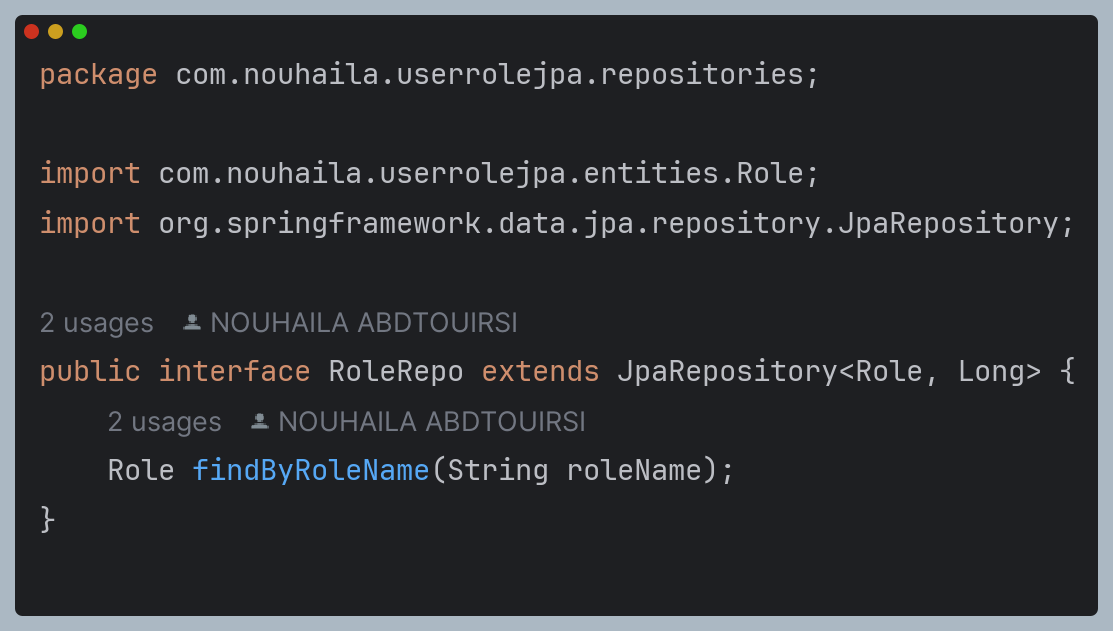 package com.nouhaila.userrolejpa.repositories;
import com.nouhaila.userrolejpa.entities.Role;
import org.springframework.data.jpa.repository.JpaRepository;
2 usages NOUHAILA ABDTOUIRSI
public interface RoleRepo extends JpaRepository<Role, Long> {
2 usages NOUHAILA ABDTOUIRSI
Role findByRoleName(String roleName);
}